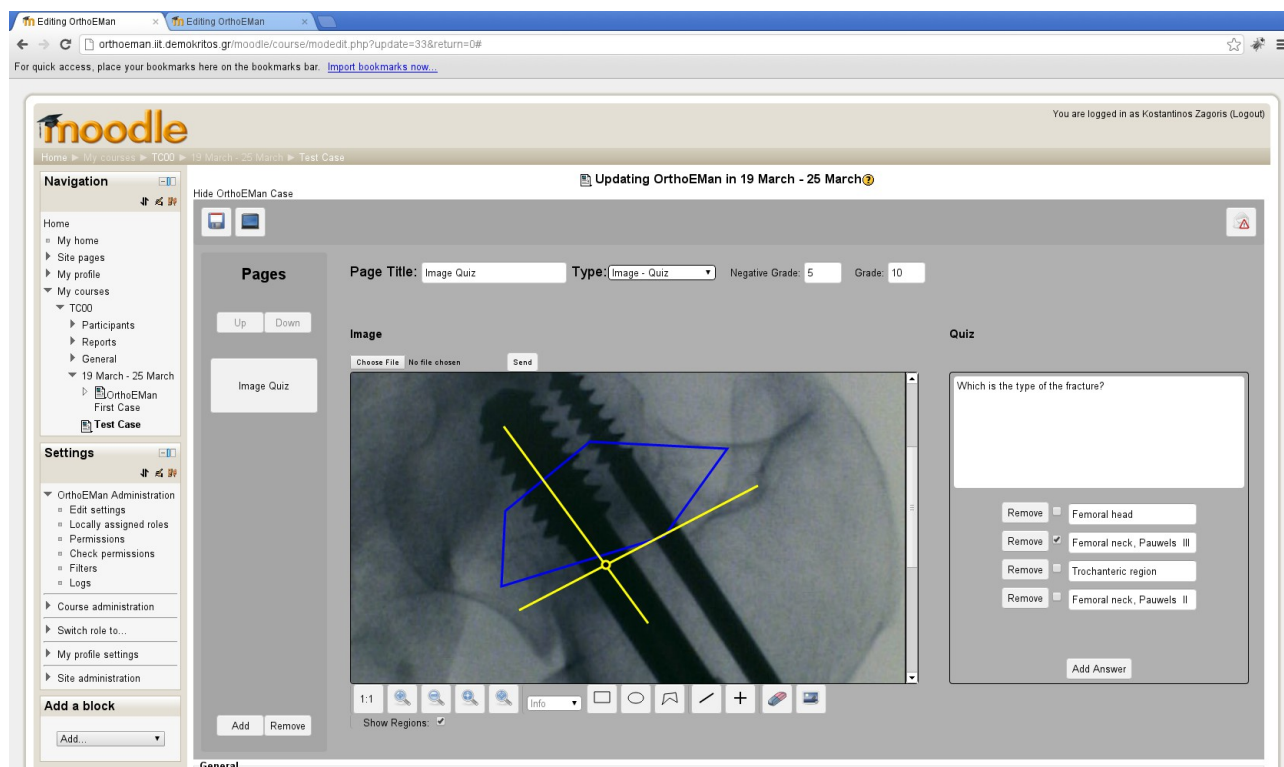 Editing OrthoEMan
Editing OrthoEMan
orthoeman.iit.demokritos.gr/moodle/course/modedit.php?update=33&return=0#
For quick access, place your bookmarks here on the bookmarks bar. Import bookmarks now...
moodle
You are logged in as Kostantinos Zagoris (Logout)
Home ► My courses ► TC00 ► 19 March - 25 March ► Test Case
Navigation
Home
My home
Site pages
My profile
My courses
TC00
Participants
Reports
General
19 March - 25 March
OrthoEMan
First Case
Test Case
Settings
OrthoEMan Administration
Edit settings
Locally assigned roles
Permissions
Check permissions
Filters
Logs
Course administration
Switch role to...
My profile settings
Site administration
Add a block
Add...
Updating OrthoEMan in 19 March - 25 March
Hide OrthoEMan Case
Pages
Up Down
Image Quiz
Add Remove
Page Title: Image Quiz Type: Image - Quiz Negative Grade: 5 Grade: 10
Image
Choose File No file chosen Send
1:1 Info
Show Regions:
Quiz
Which is the type of the fracture?
Remove Femoral head
Remove Femoral neck, Pauwels III
Remove Trochanteric region
Remove Femoral neck, Pauwels II
Add Answer
General